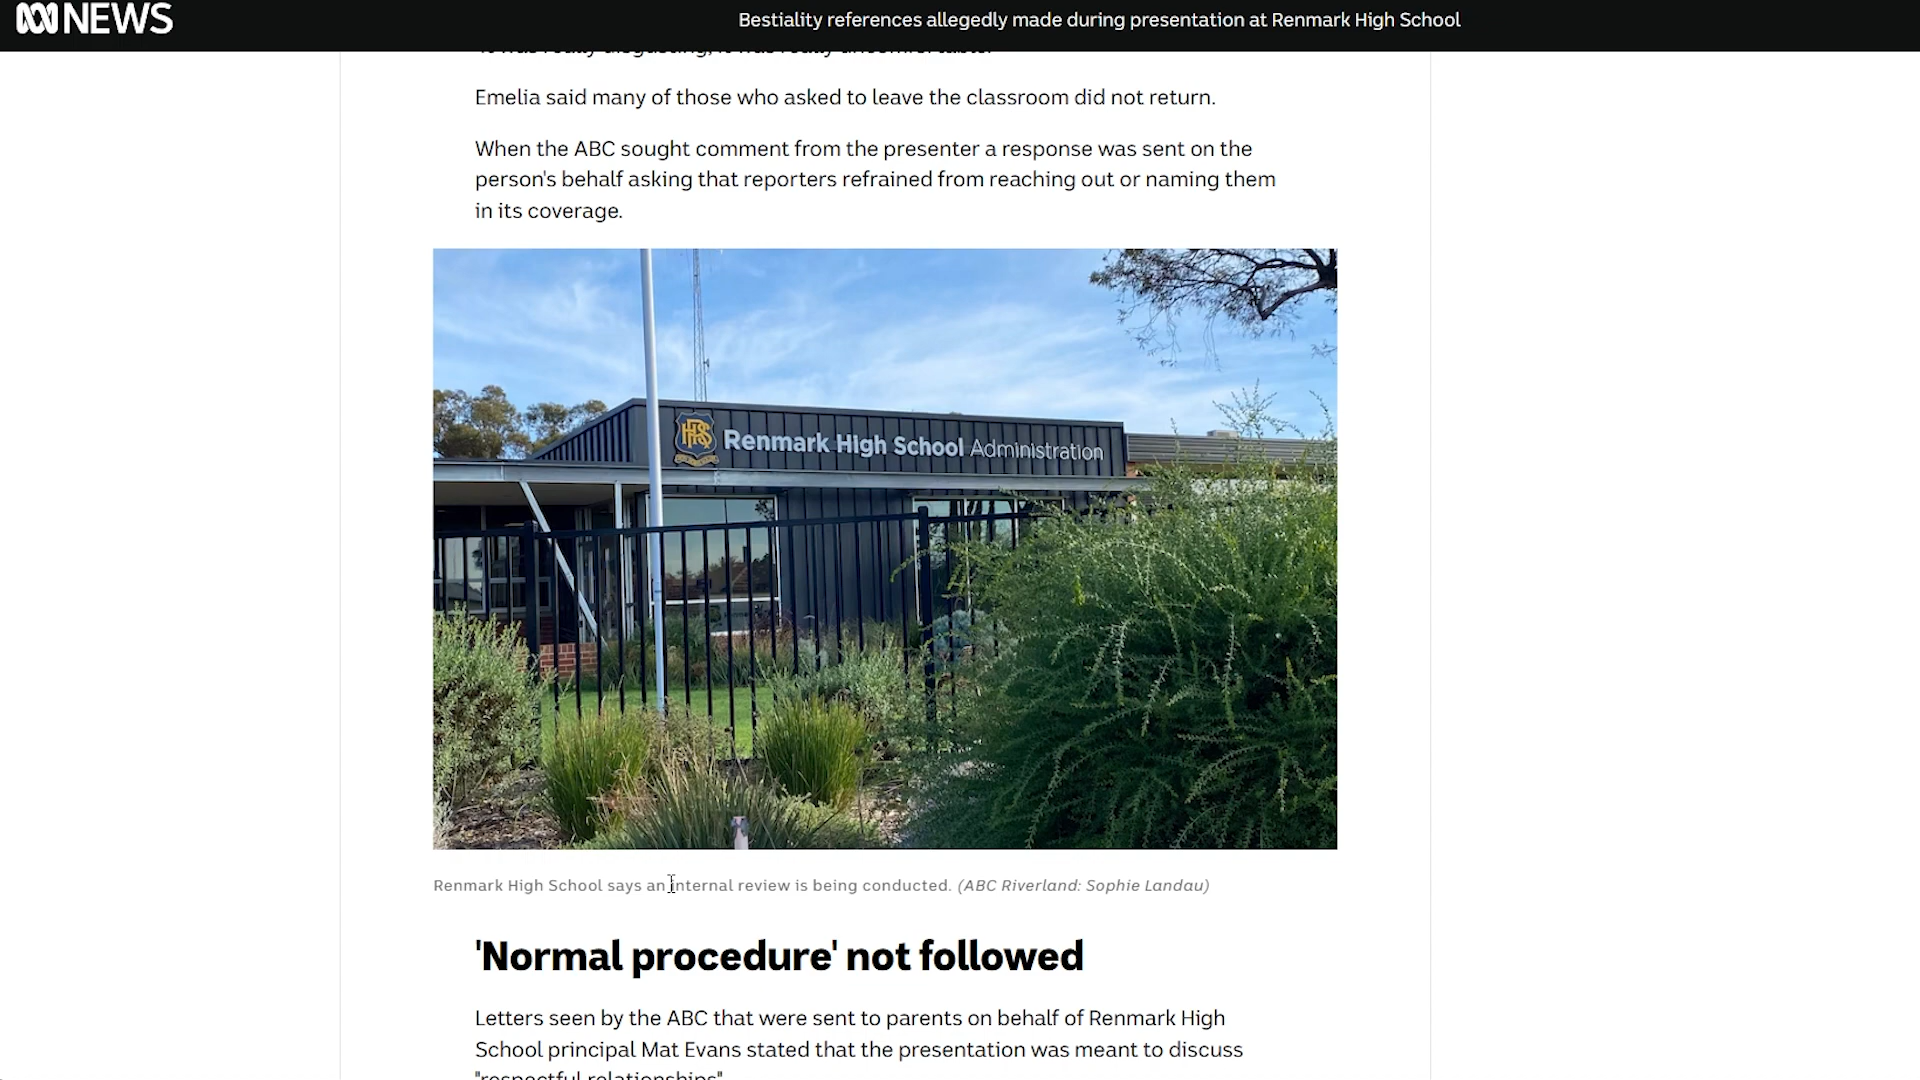 NEWS
Bestiality references allegedly made during presentation at Renmark High School
Emelia said many of those who asked to leave the classroom did not return.
When the ABC sought comment from the presenter a response was sent on the
person's behalf asking that reporters refrained from reaching out or naming them
in its coverage.
Renmark High School Administration
Renmark High School says an internal review is being conducted. (ABC Riverland: Sophie Landau)
'Normal procedure' not followed
Letters seen by the ABC that were sent to parents on behalf of Renmark High
School principal Mat Evans stated that the presentation was meant to discuss
"respectful relationships"